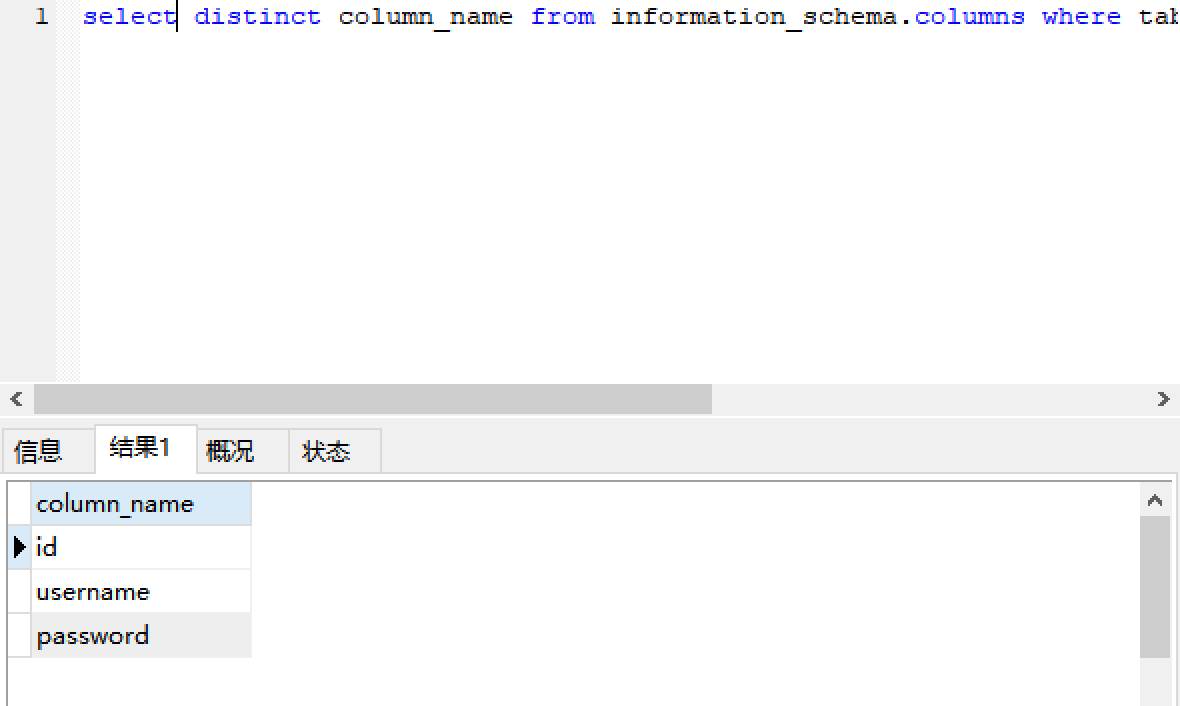 1 select distinct column_name from information_schema.columns where tab
信息 结果1 概况 状态
column_name
id
username
password